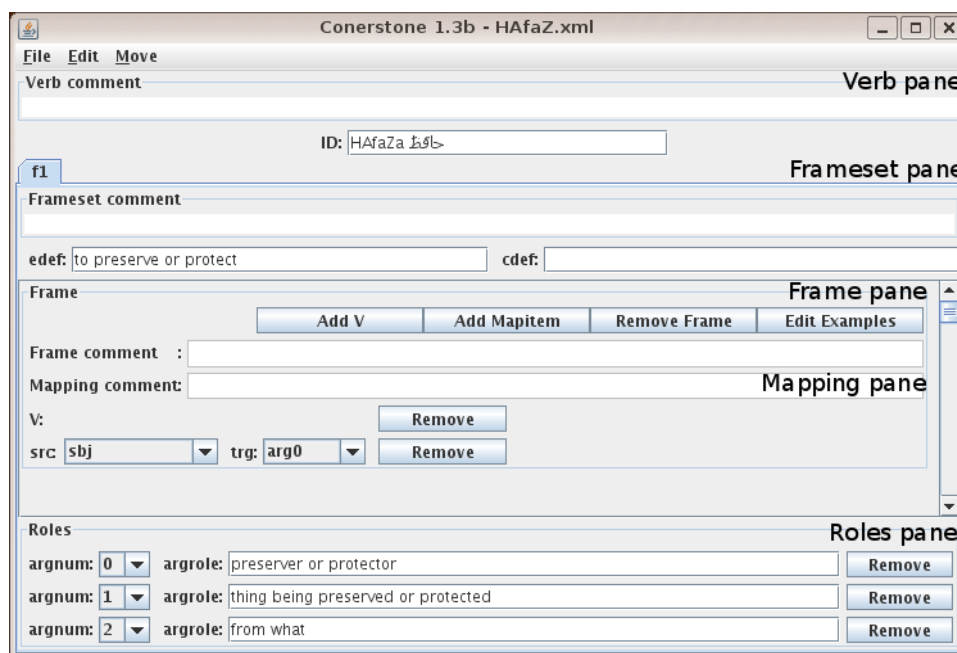 Conerstone 1.3b - HAfaZ.xml
File Edit Move
Verb comment Verb pane
ID: HAfaZa حافظ
f1 Frameset pane
Frameset comment
edef: to preserve or protect cdef:
Frame Frame pane
Add V Add Mapitem Remove Frame Edit Examples
Frame comment :
Mapping comment: Mapping pane
V: Remove
src: sbj trg: arg0 Remove
Roles Roles pane
argnum: 0 argrole: preserver or protector Remove
argnum: 1 argrole: thing being preserved or protected Remove
argnum: 2 argrole: from what Remove